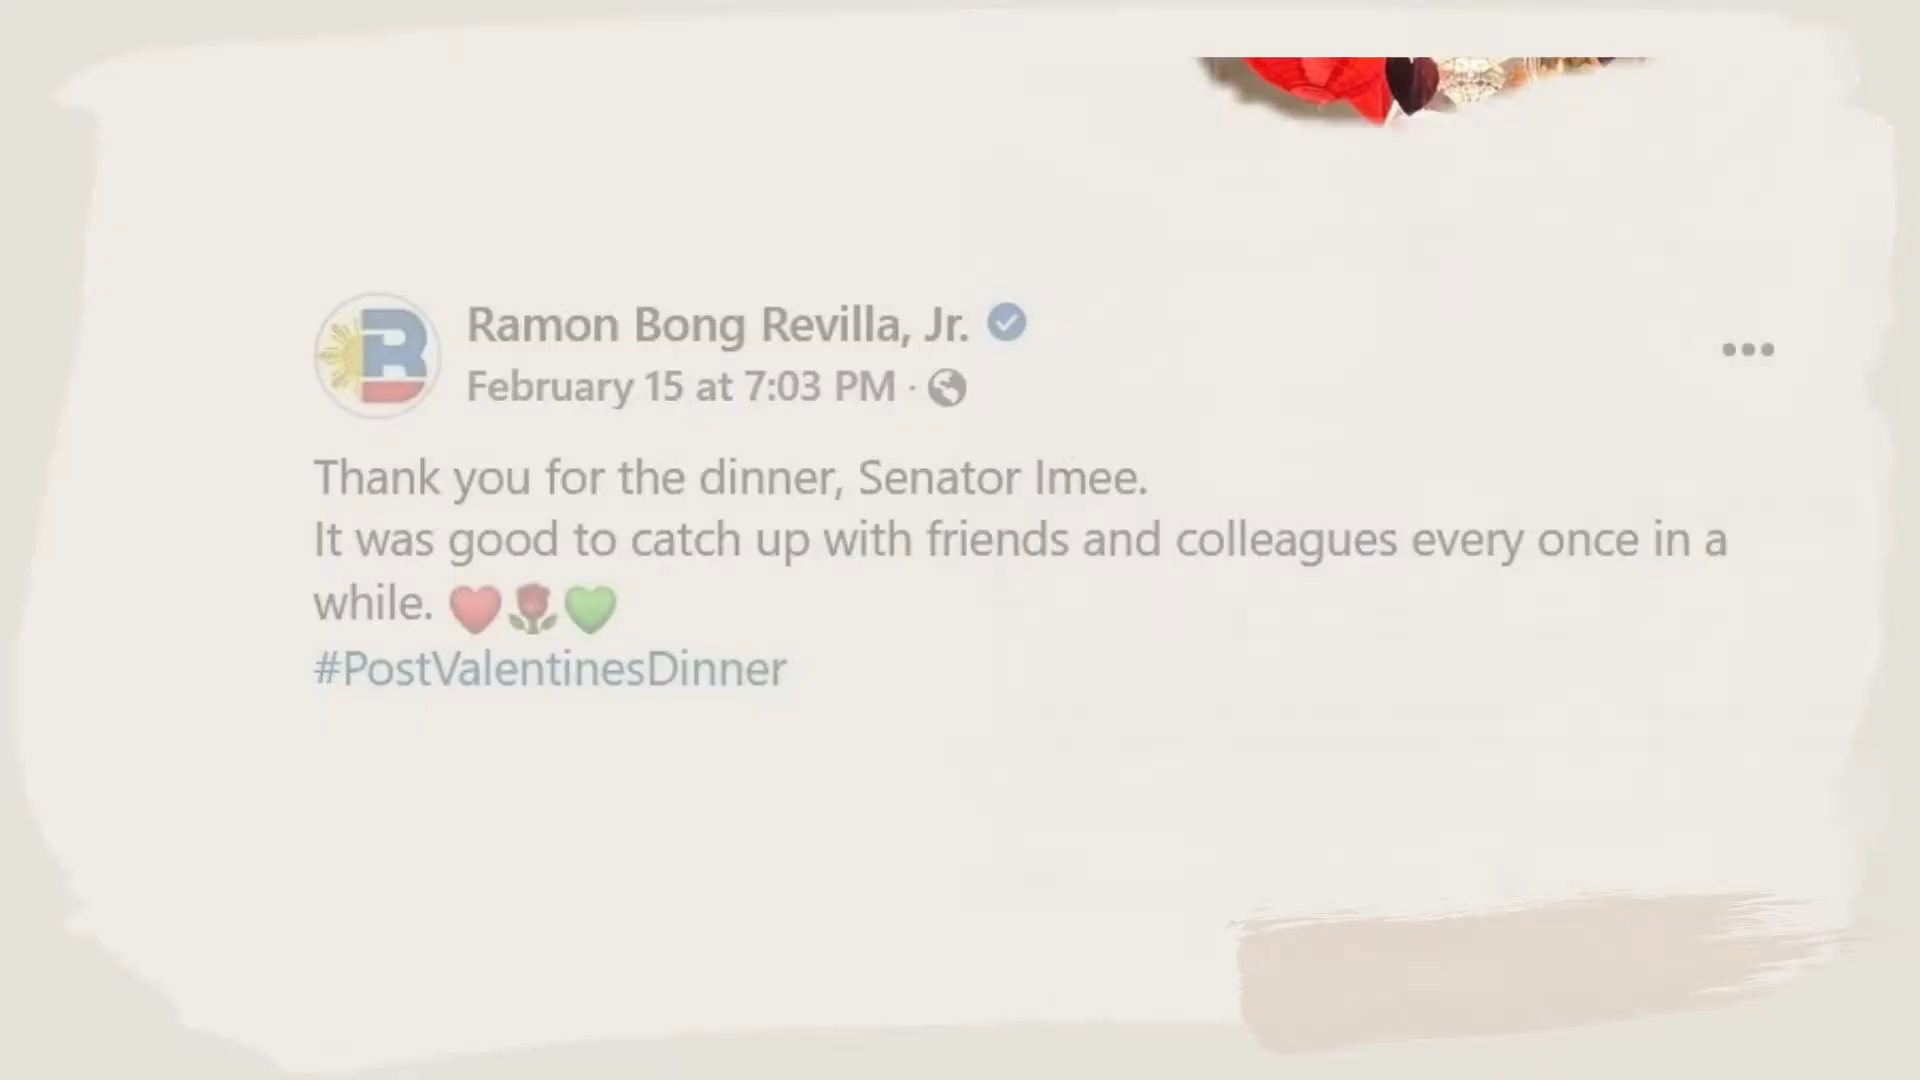 Ramon Bong Revilla, Jr.
February 15 at 7:03 PM ·
Thank you for the dinner, Senator Imee.
It was good to catch up with friends and colleagues every once in a
while. ❤️🌹💚
#PostValentinesDinner